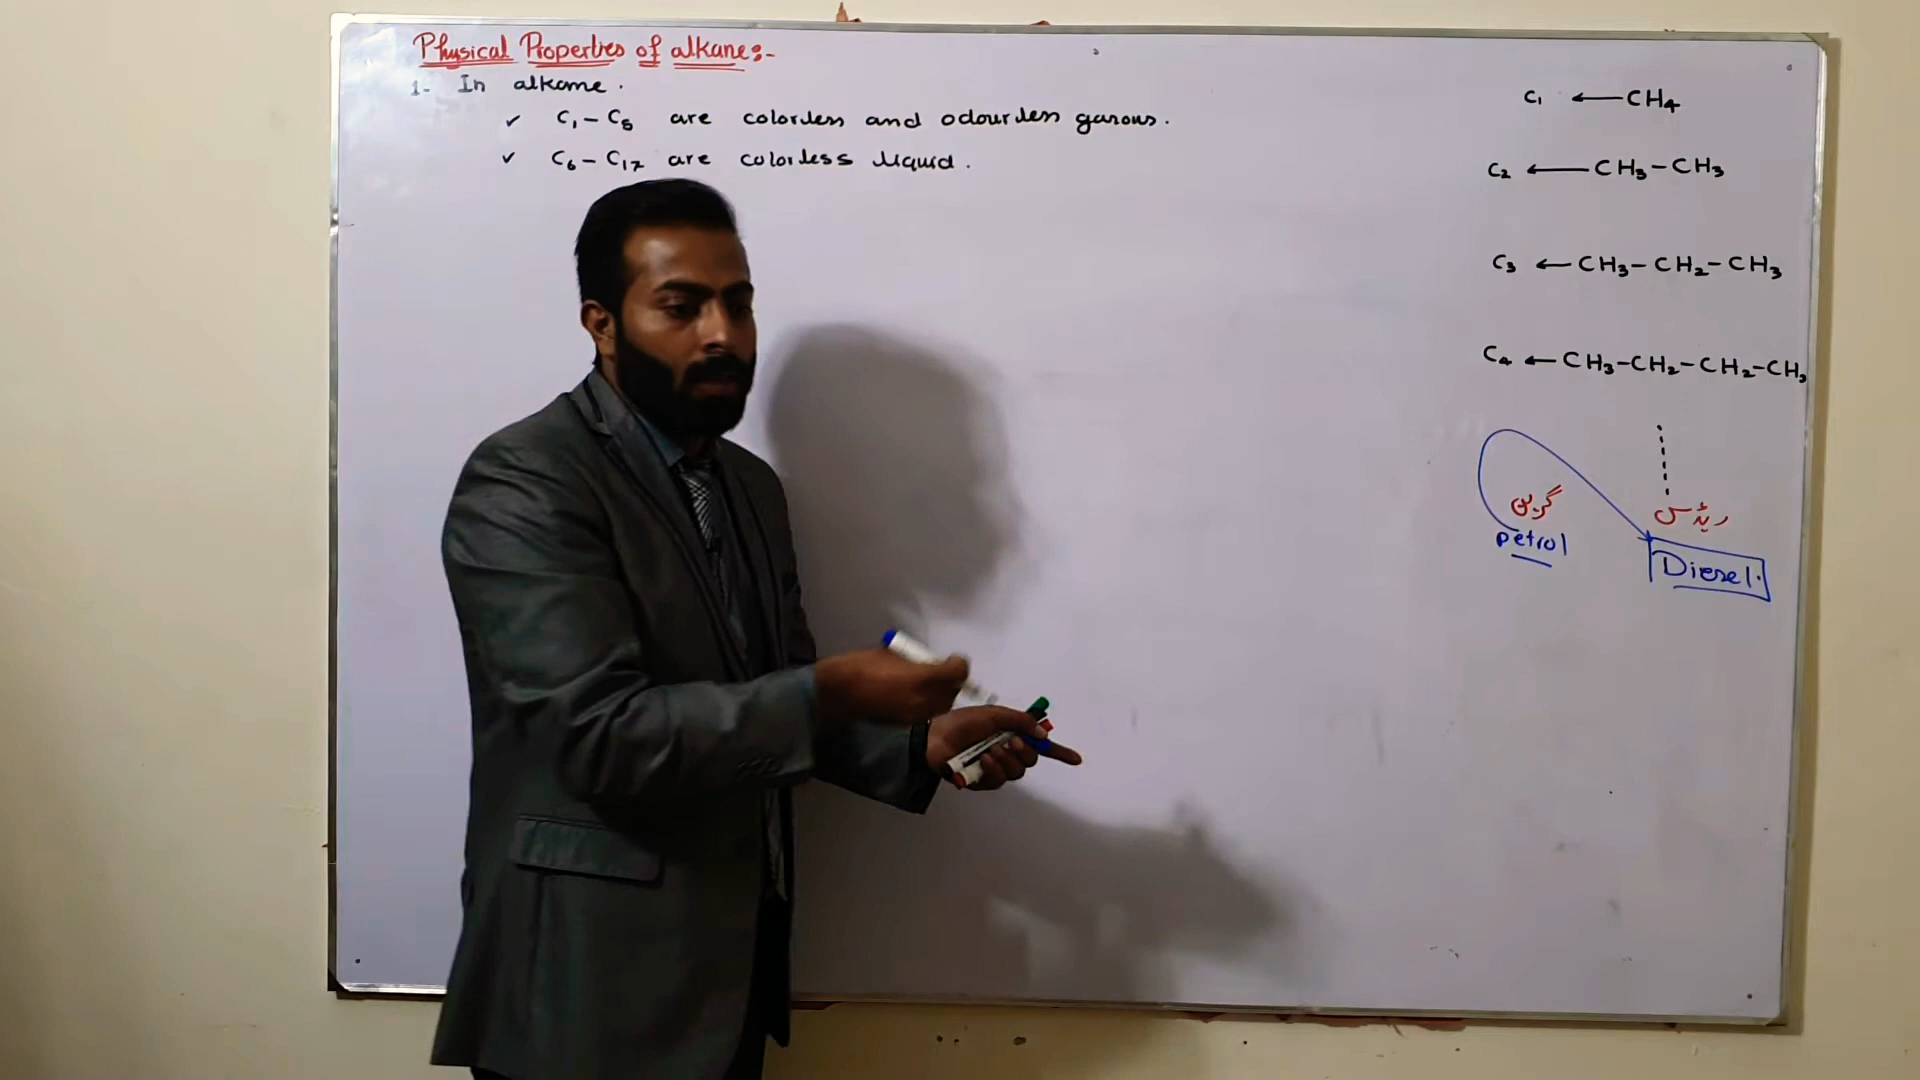 Physical Properties of alkane:-
1- In alkane.
✓ C₁ - C₅ are colorless and odourless gasous.
✓ C₆ - C₁₇ are colorless liquid.
C₁ ← CH₄
C₂ ← CH₃-CH₃
C₃ ← CH₃-CH₂-CH₃
C₄ ← CH₃-CH₂-CH₂-CH₃
petrol
Diesel.